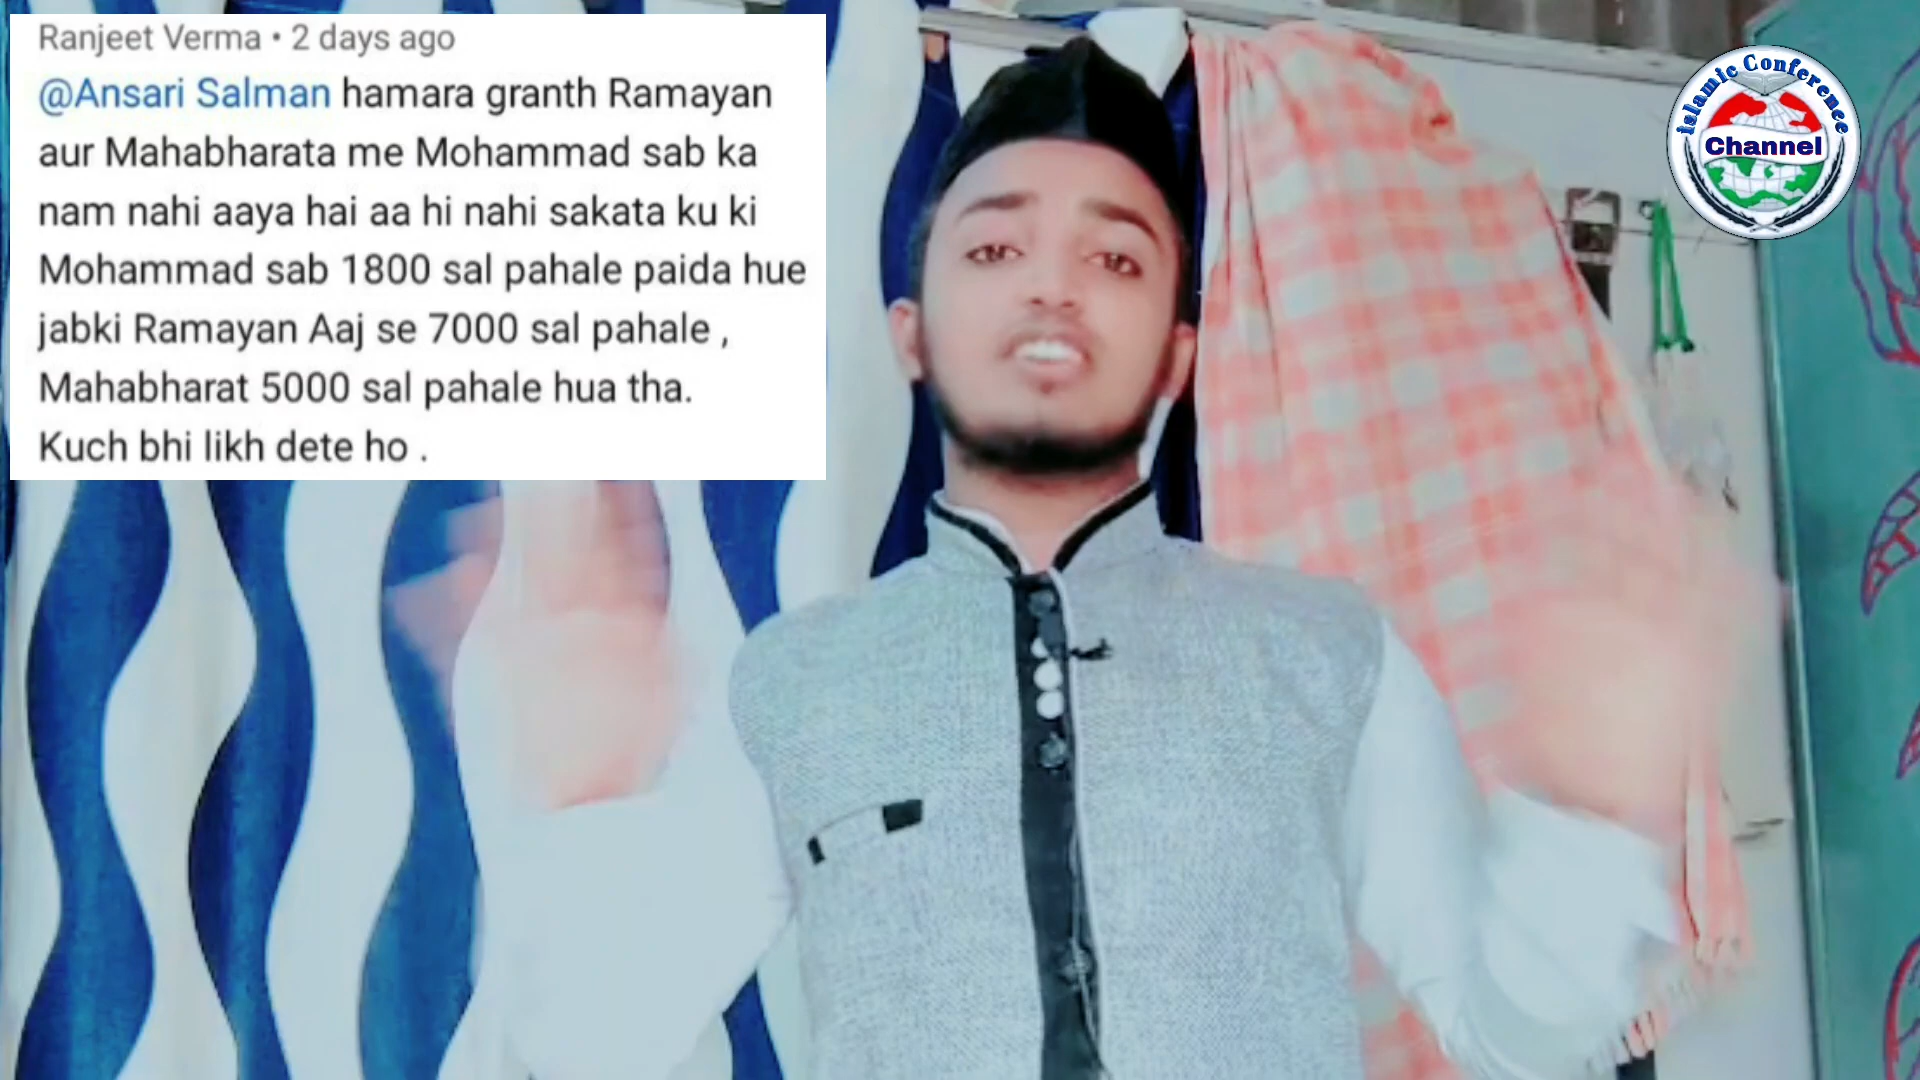 Ranjeet Verma • 2 days ago
@Ansari Salman hamara granth Ramayan
aur Mahabharata me Mohammad sab ka
nam nahi aaya hai aa hi nahi sakata ku ki
Mohammad sab 1800 sal pahale paida hue
jabki Ramayan Aaj se 7000 sal pahale ,
Mahabharat 5000 sal pahale hua tha.
Kuch bhi likh dete ho .
islamic Conference
Channel